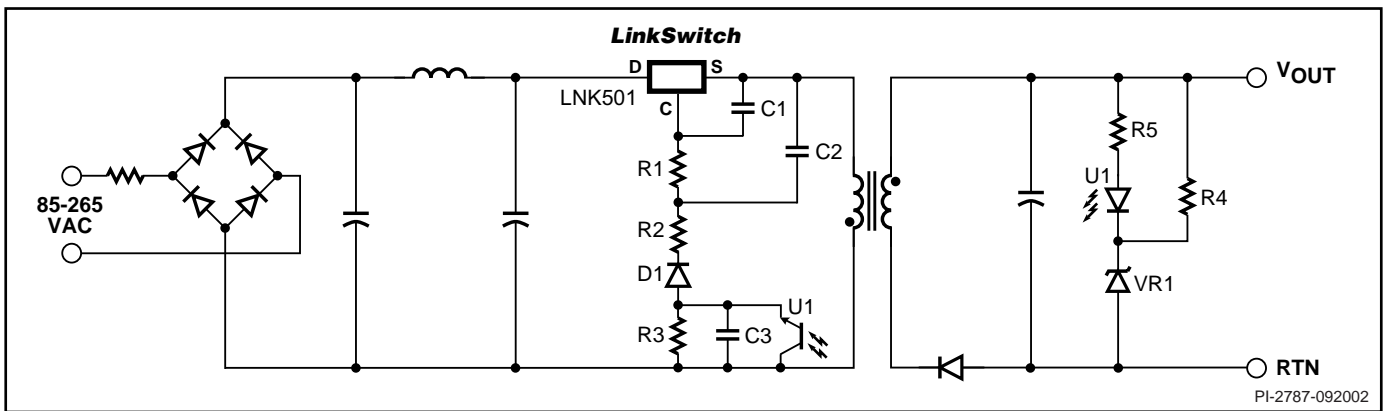 LinkSwitch
D
S
LNK501
C
C1
C2
R1
R2
D1
R3
C3
U1
85-265
VAC
VOUT
R5
U1
R4
VR1
RTN
PI-2787-092002